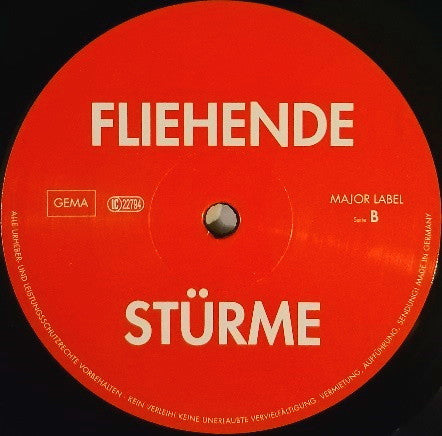 FLIEHENDE
GEMA
LC 22784
MAJOR LABEL
Seite B
STÜRME
ALLE URHEBER- UND LEISTUNGSSCHUTZRECHTE VORBEHALTEN · KEIN VERLEIH! KEINE UNERLAUBTE VERVIELFÄLTIGUNG, VERMIETUNG, AUFFÜHRUNG, SENDUNG! MADE IN GERMANY